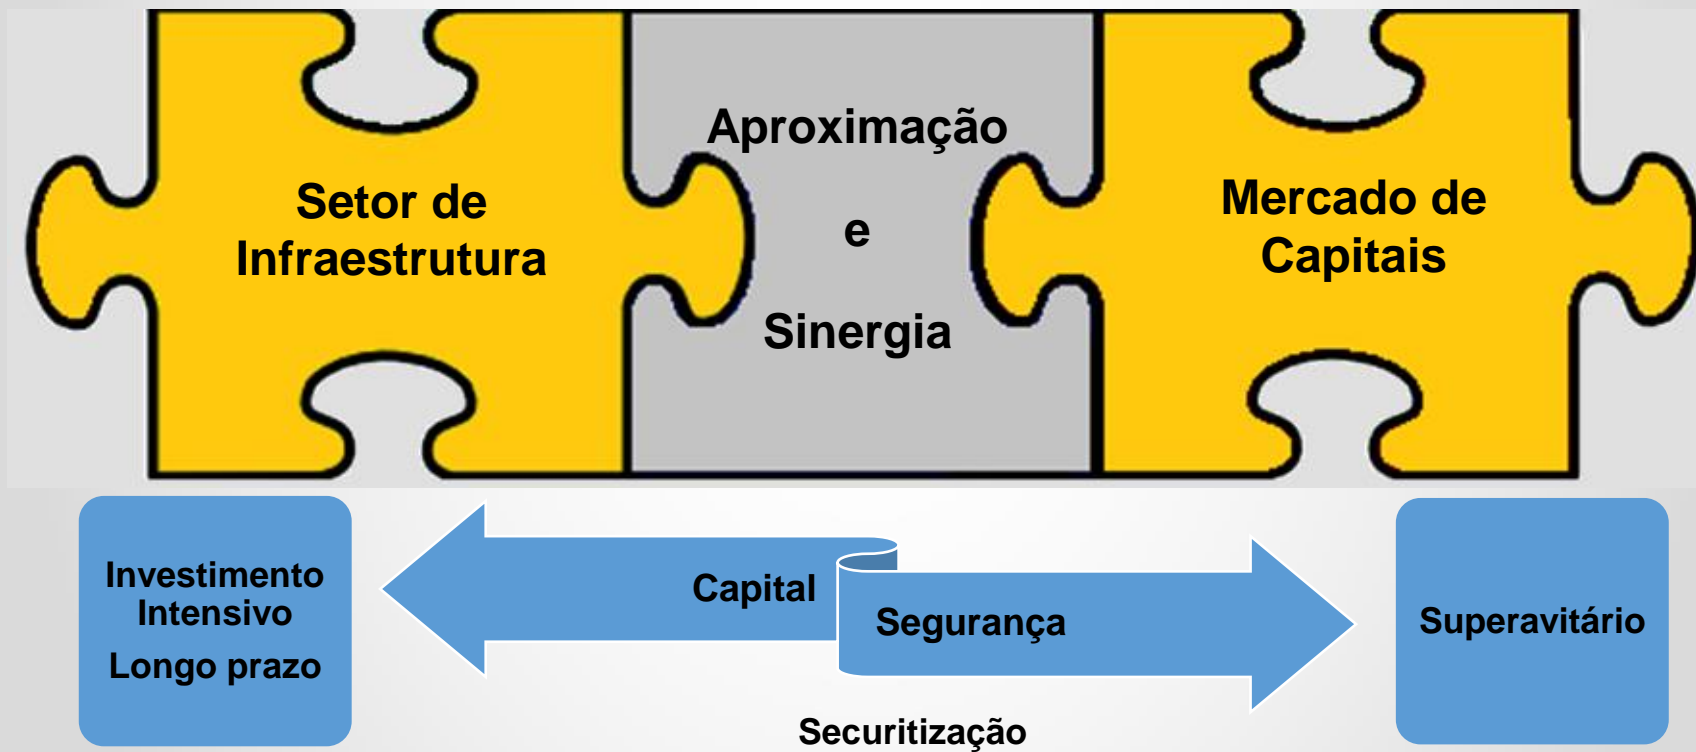 Setor de
Infraestrutura
Aproximação
e
Sinergia
Mercado de
Capitais
Investimento
Intensivo
Longo prazo
Capital
Segurança
Superavitário
Securitização